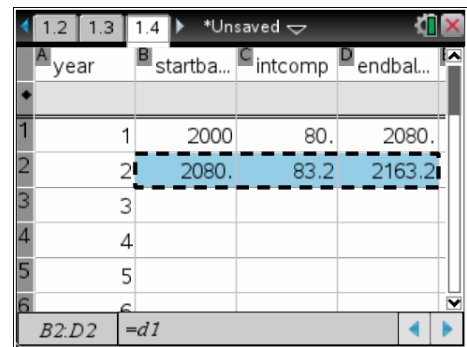 1.2 1.3 1.4 *Unsaved
A year B startba... C intcomp D endbal...
1 1 2000 80. 2080.
2 2 2080. 83.2 2163.2
3 3
4 4
5 5
6
B2:D2 =d1